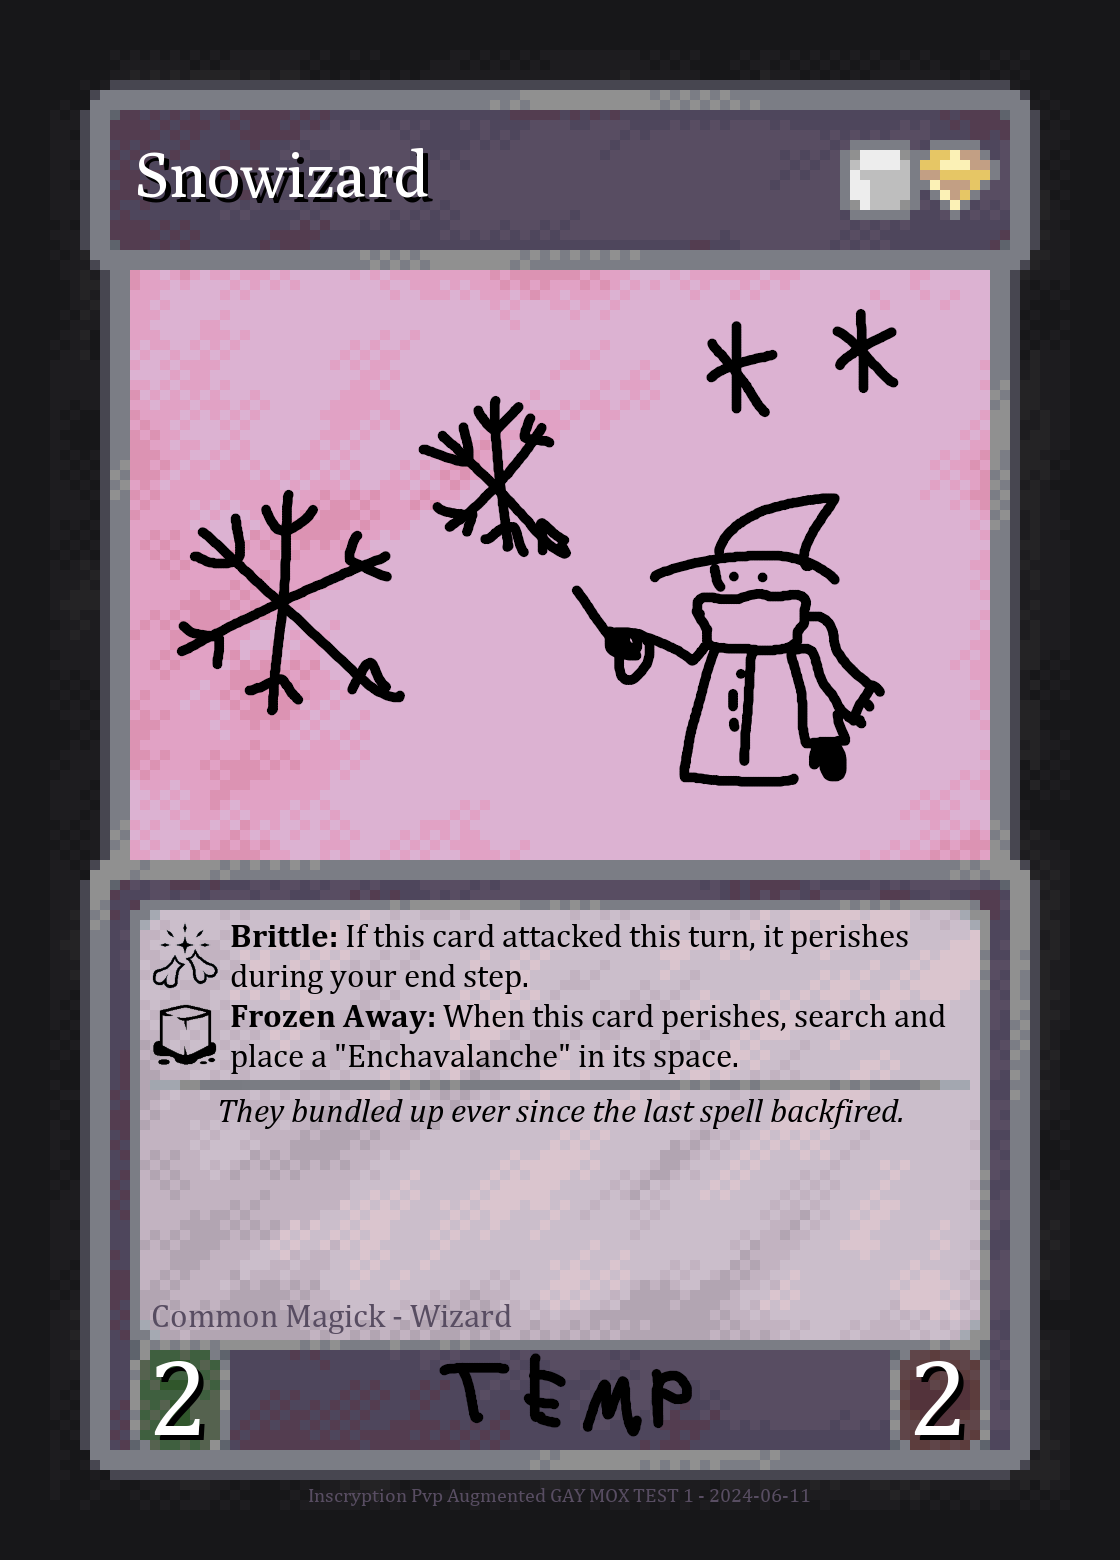 Snowizard
Brittle: If this card attacked this turn, it perishes
during your end step.
Frozen Away: When this card perishes, search and
place a "Enchavalanche" in its space.
They bundled up ever since the last spell backfired.
Common Magick - Wizard
2 TEMP 2
Inscryption Pvp Augmented GAY MOX TEST 1 - 2024-06-11